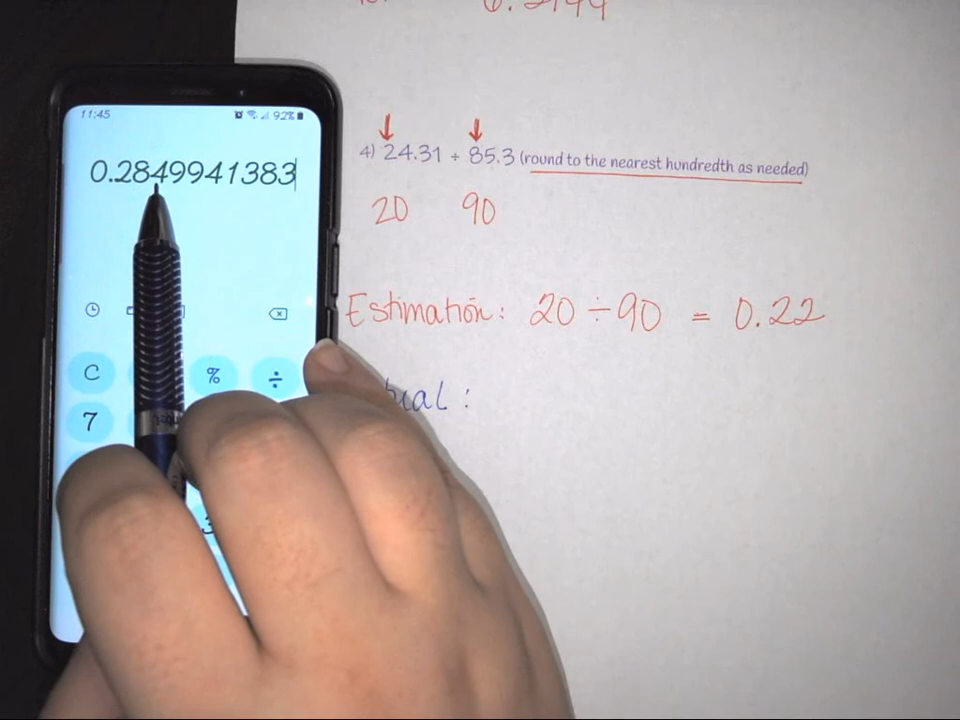 11:45
92%
0.2849941383
C
%
÷
7
3
4) 24.31 ÷ 85.3 (round to the nearest hundredth as needed)
20 90
Estimation: 20 ÷ 90 = 0.22